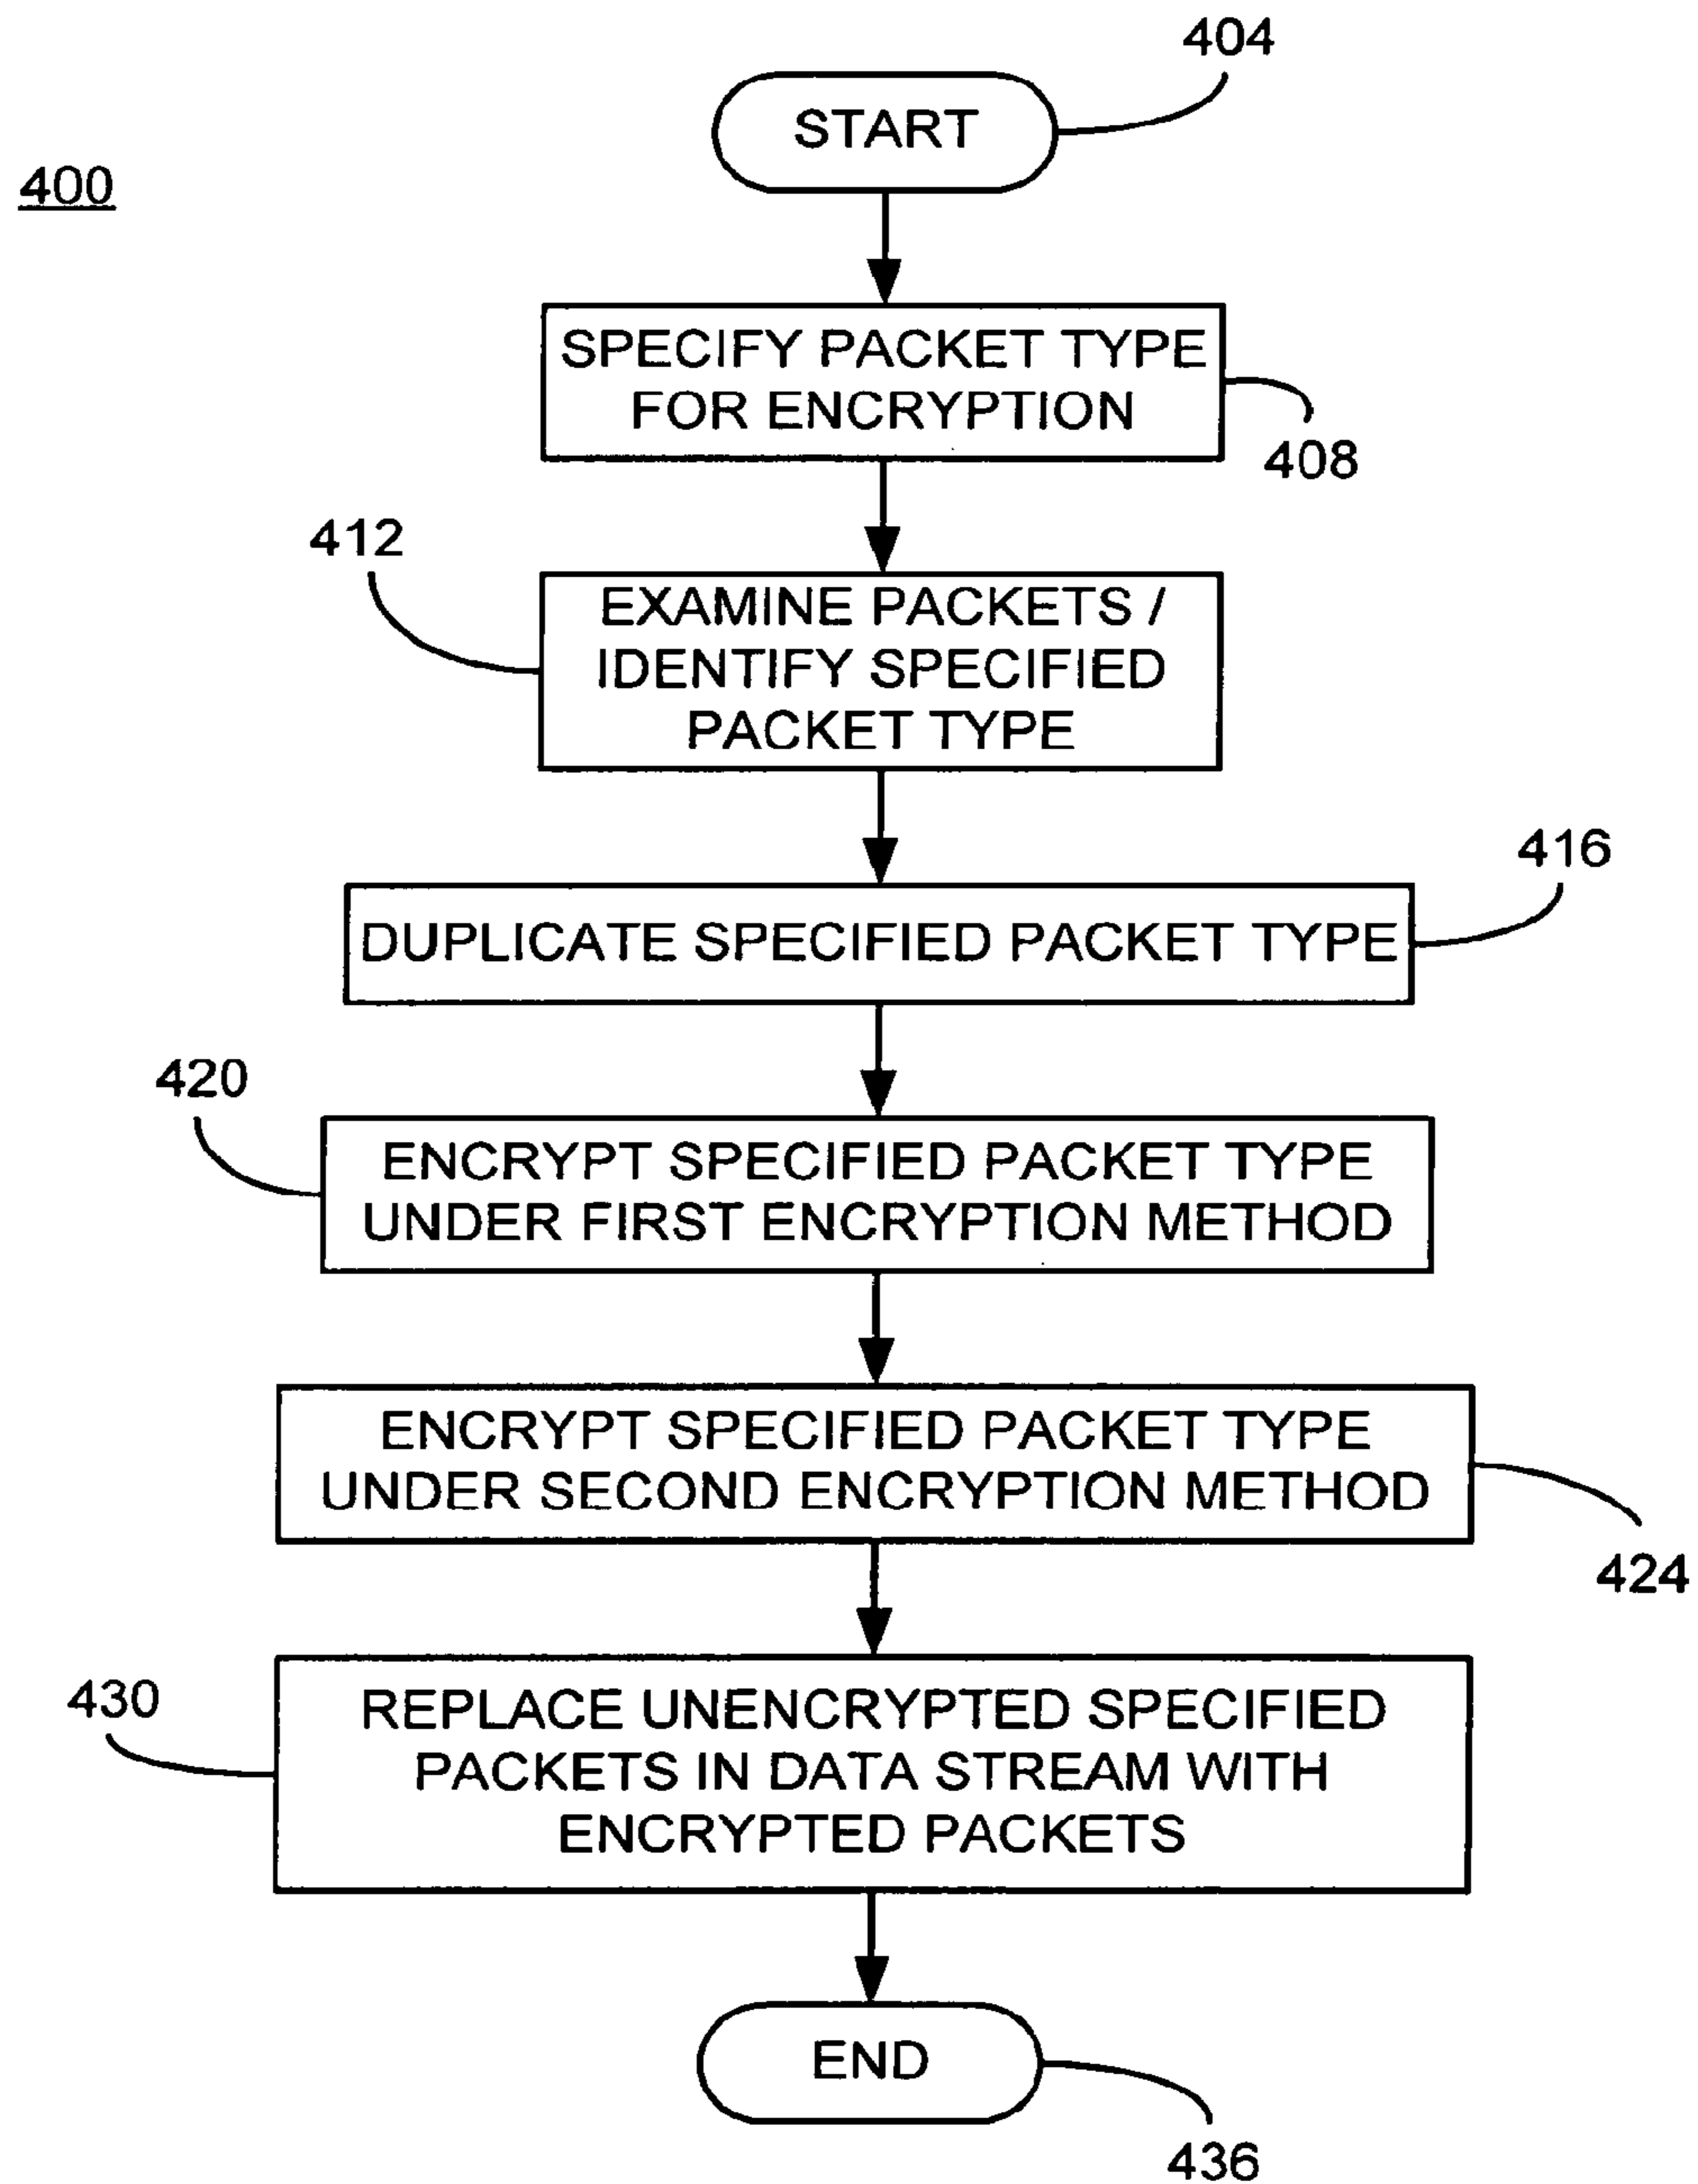 404
START
400
SPECIFY PACKET TYPE
FOR ENCRYPTION
408
412
EXAMINE PACKETS /
IDENTIFY SPECIFIED
PACKET TYPE
416
DUPLICATE SPECIFIED PACKET TYPE
420
ENCRYPT SPECIFIED PACKET TYPE
UNDER FIRST ENCRYPTION METHOD
ENCRYPT SPECIFIED PACKET TYPE
UNDER SECOND ENCRYPTION METHOD
424
430
REPLACE UNENCRYPTED SPECIFIED
PACKETS IN DATA STREAM WITH
ENCRYPTED PACKETS
END
436